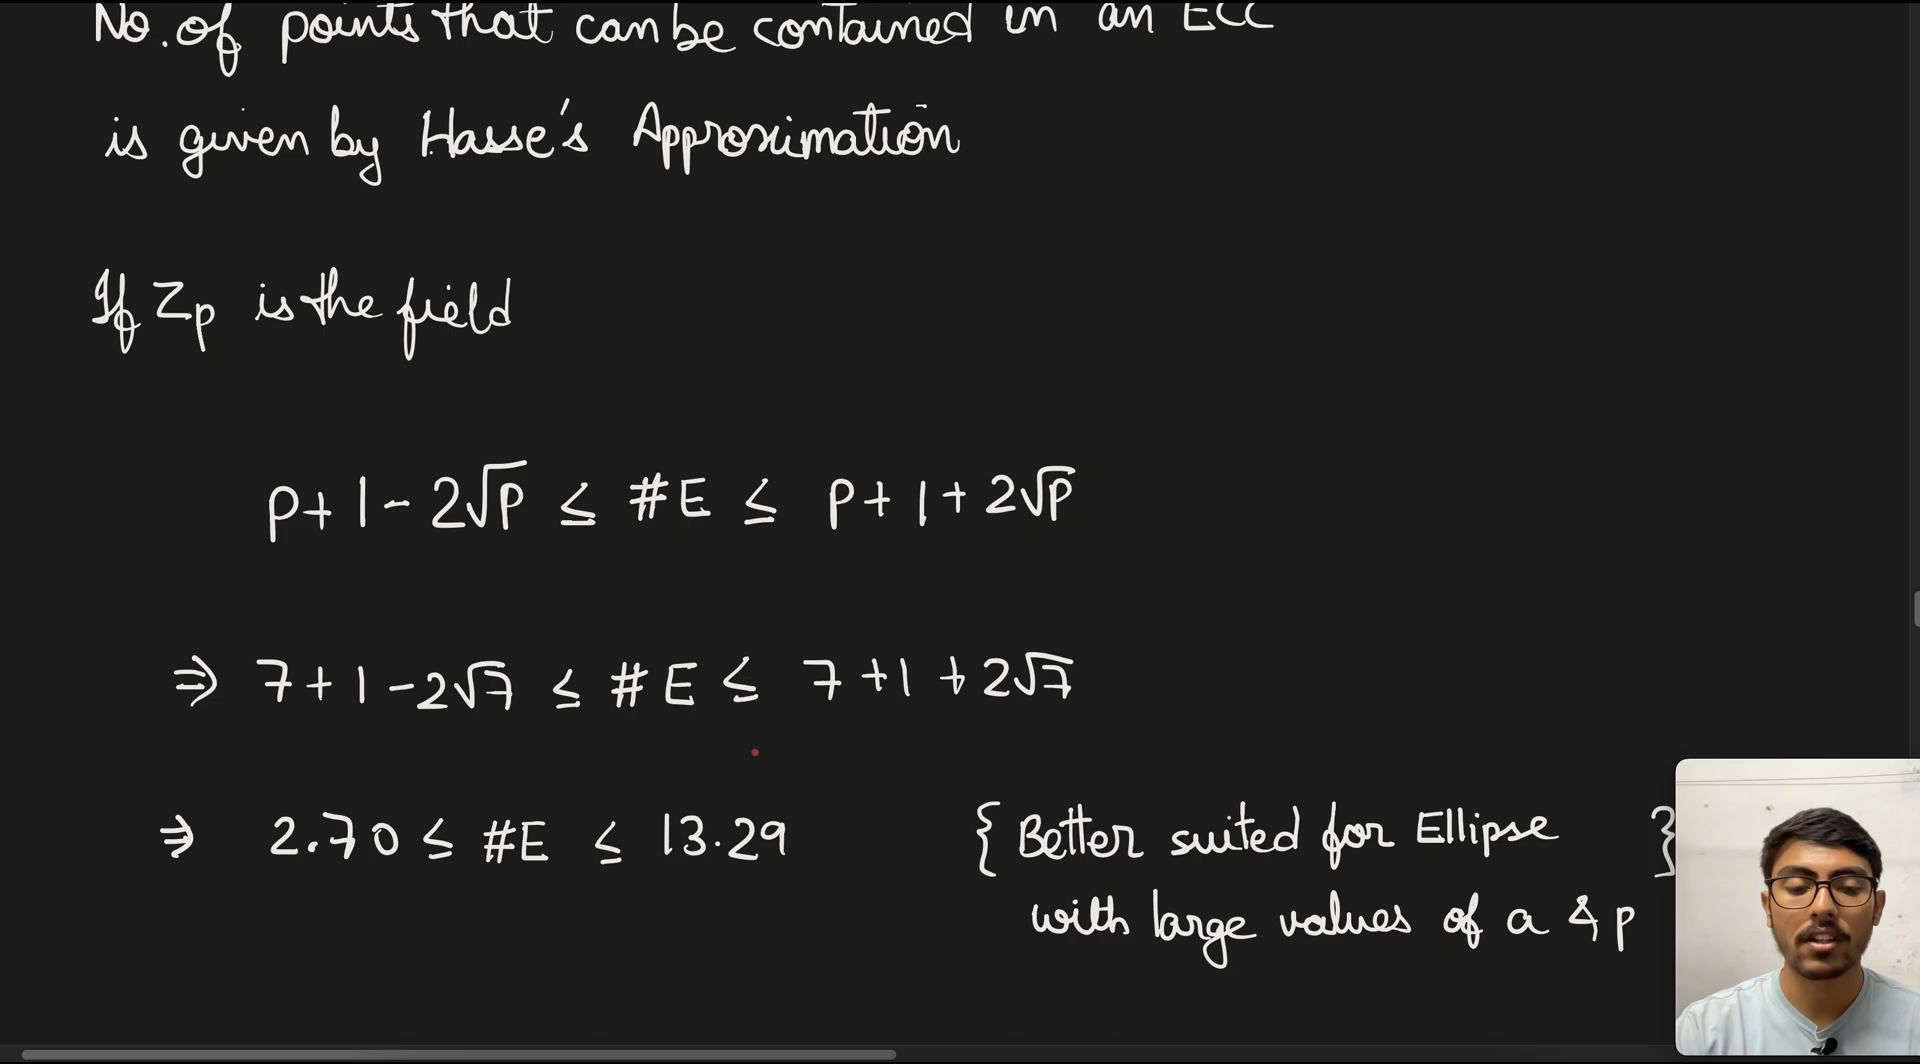 No. of points that can be contained in an ECC
is given by Hasse's Approximation
If Zp is the field
p + 1 - 2√p ≤ #E ≤ p + 1 + 2√p
⇒ 7 + 1 - 2√7 ≤ #E ≤ 7 + 1 + 2√7
⇒ 2.70 ≤ #E ≤ 13.29
{ Better suited for Ellipse }
with large values of a & p